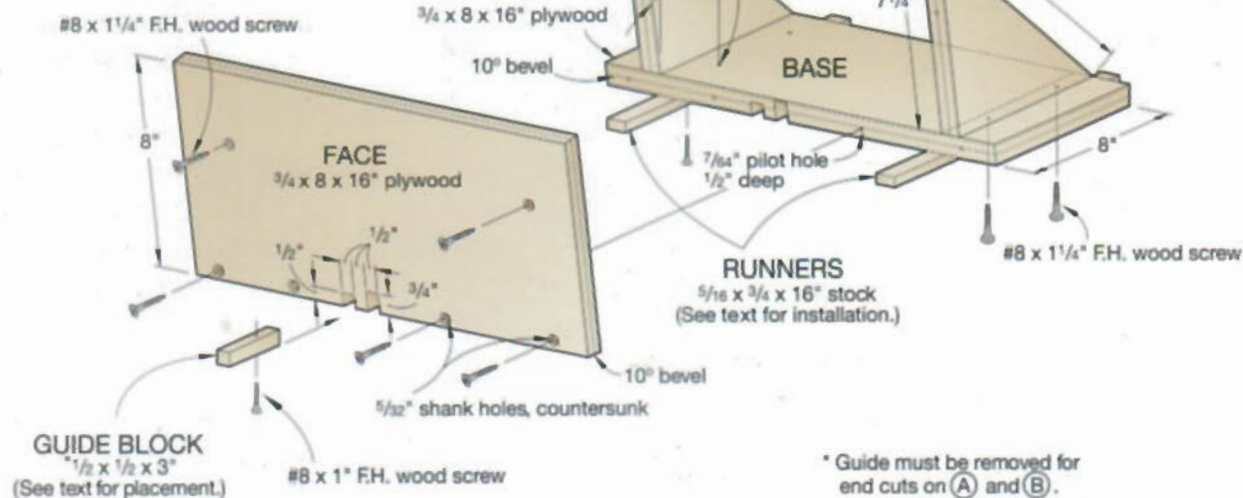 #8 x 1¼" F.H. wood screw
¾ x 8 x 16" plywood
10° bevel
BASE
8"
FACE
¾ x 8 x 16" plywood
7/64" pilot hole
½" deep
8"
#8 x 1¼" F.H. wood screw
RUNNERS
5/16 x ¾ x 16" stock
(See text for installation.)
½"
½"
¾"
10° bevel
5/32" shank holes, countersunk
GUIDE BLOCK
*½ x ½ x 3"
(See text for placement.)
#8 x 1" F.H. wood screw
* Guide must be removed for
end cuts on Ⓐ and Ⓑ.